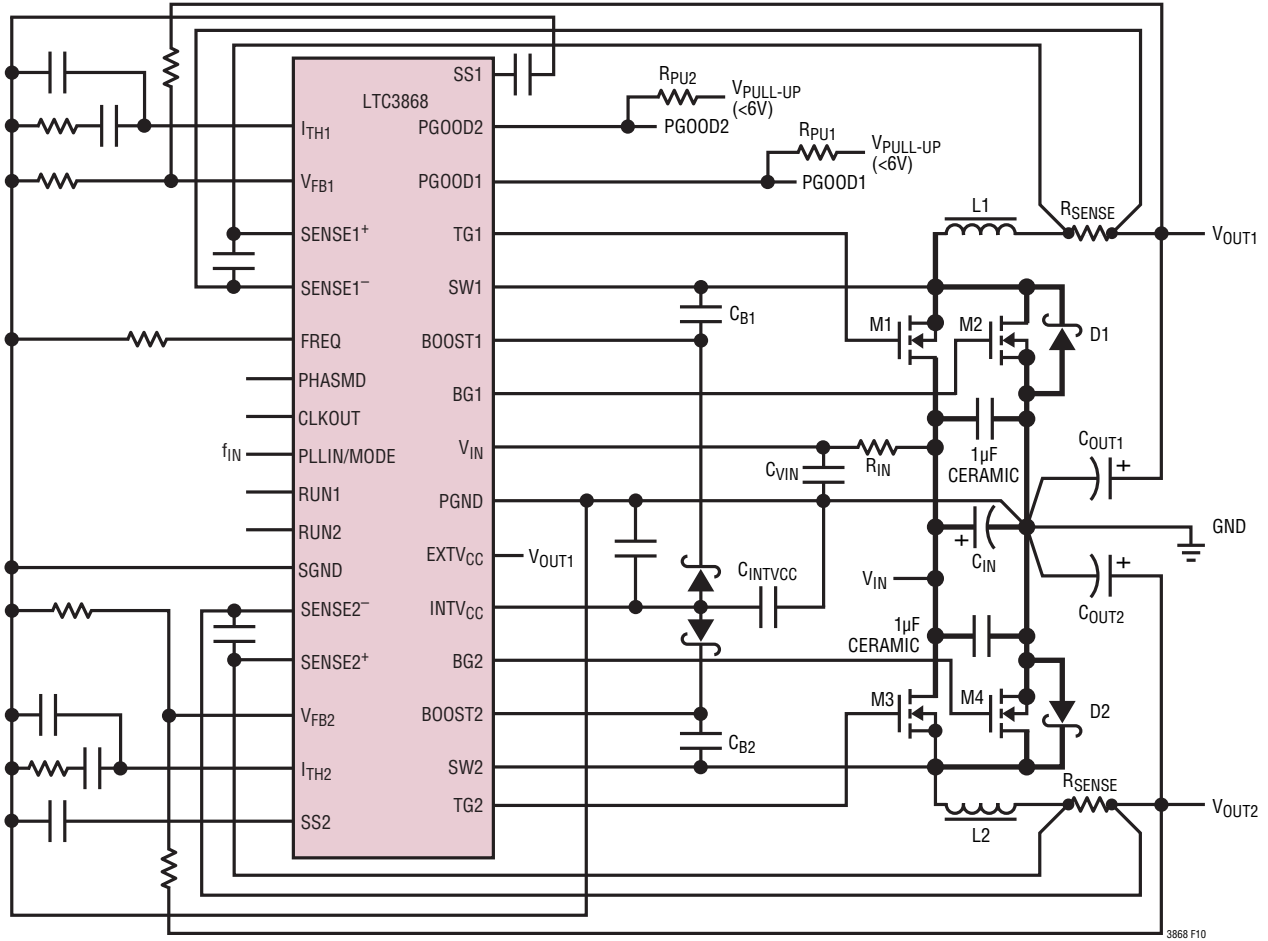 SS1
RPU2
VPULL-UP
(<6V)
LTC3868
ITH1
PGOOD2
PGOOD2
RPU1
VPULL-UP
(<6V)
VFB1
PGOOD1
PGOOD1
L1
RSENSE
SENSE1+
TG1
VOUT1
SENSE1–
SW1
CB1
M1
M2
D1
FREQ
BOOST1
PHASMD
BG1
CLKOUT
fIN
PLLIN/MODE
VIN
CVIN
RIN
1µF
CERAMIC
COUT1
+
RUN1
PGND
RUN2
GND
EXTVCC
VOUT1
+
CIN
+
SGND
CINTVCC
VIN
SENSE2–
INTVCC
COUT2
1µF
CERAMIC
SENSE2+
BG2
M3
M4
D2
VFB2
BOOST2
CB2
ITH2
SW2
RSENSE
TG2
VOUT2
SS2
L2
3868 F10